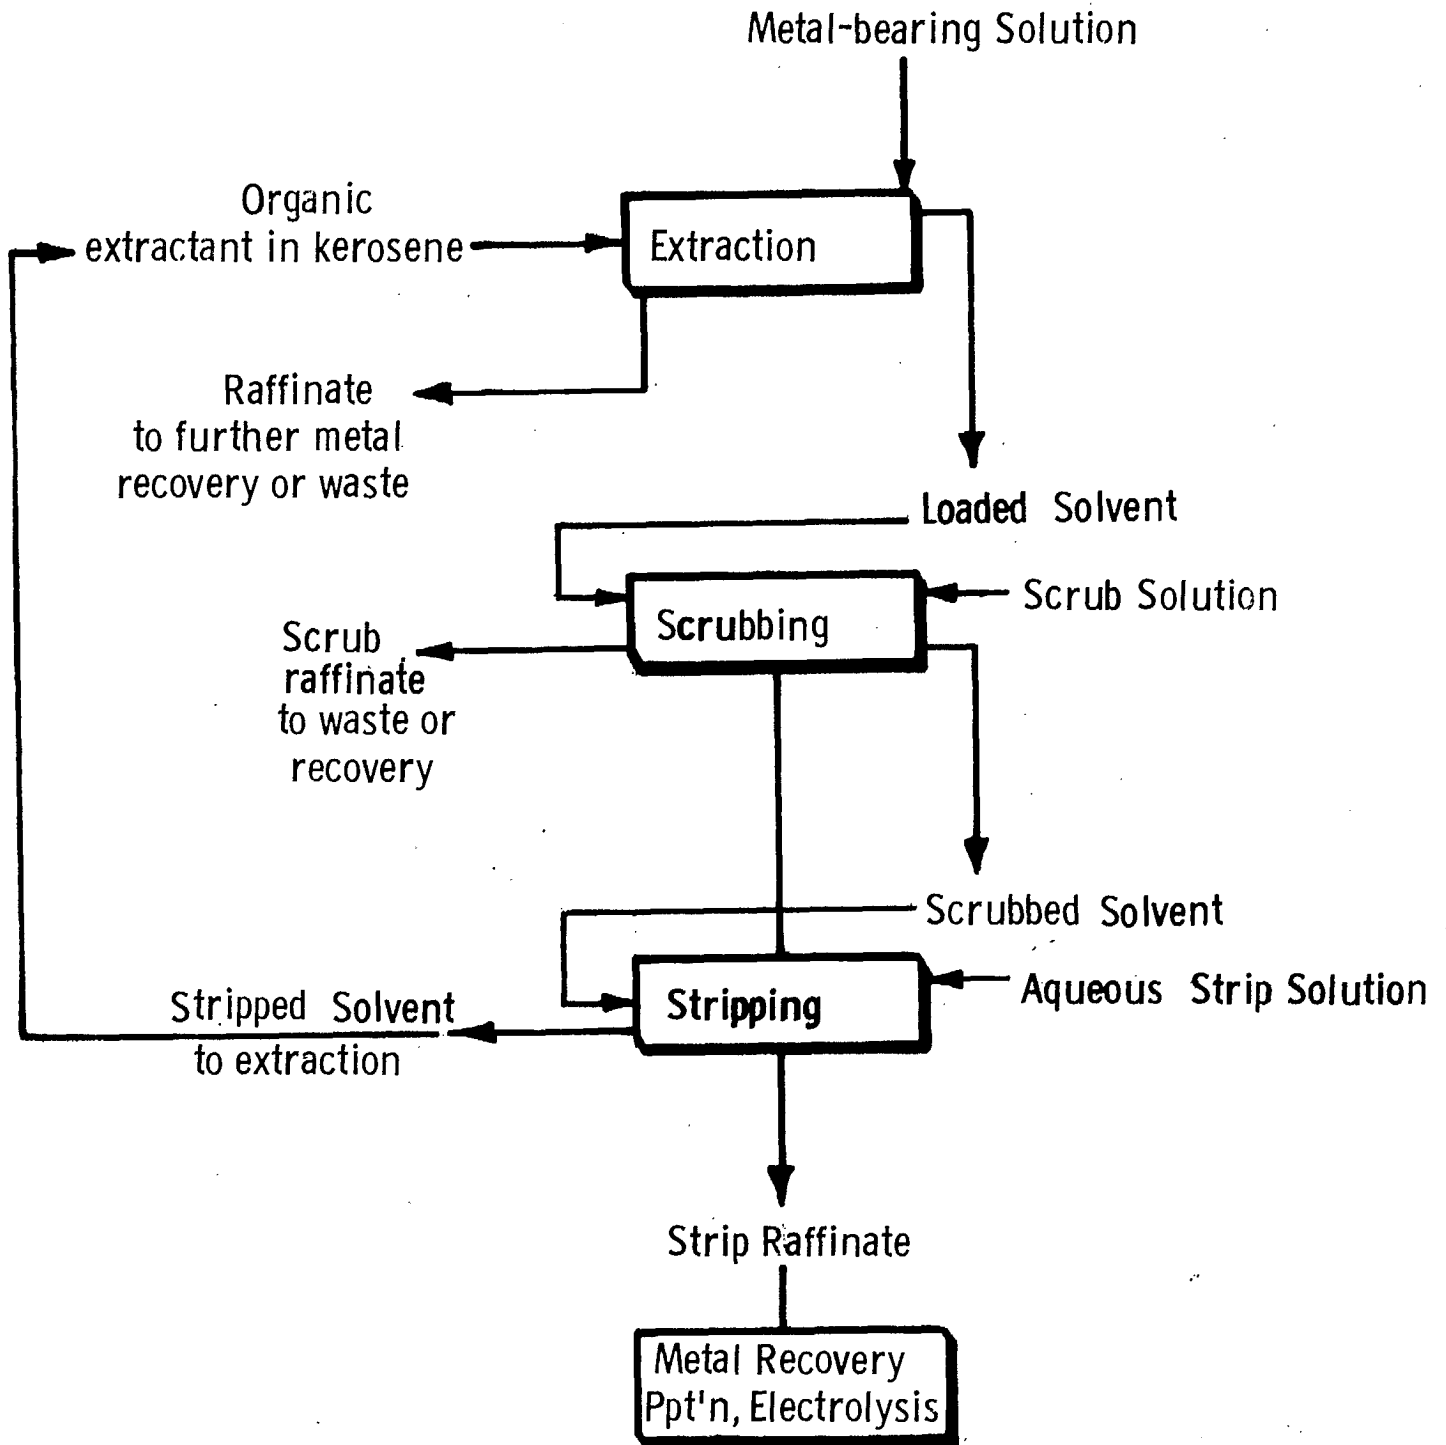 Metal-bearing Solution
Organic
extractant in kerosene
Extraction
Raffinate
to further metal
recovery or waste
Loaded Solvent
Scrubbing
Scrub Solution
Scrub
raffinate
to waste or
recovery
Scrubbed Solvent
Stripping
Aqueous Strip Solution
Stripped Solvent
to extraction
Strip Raffinate
Metal Recovery
Ppt'n, Electrolysis